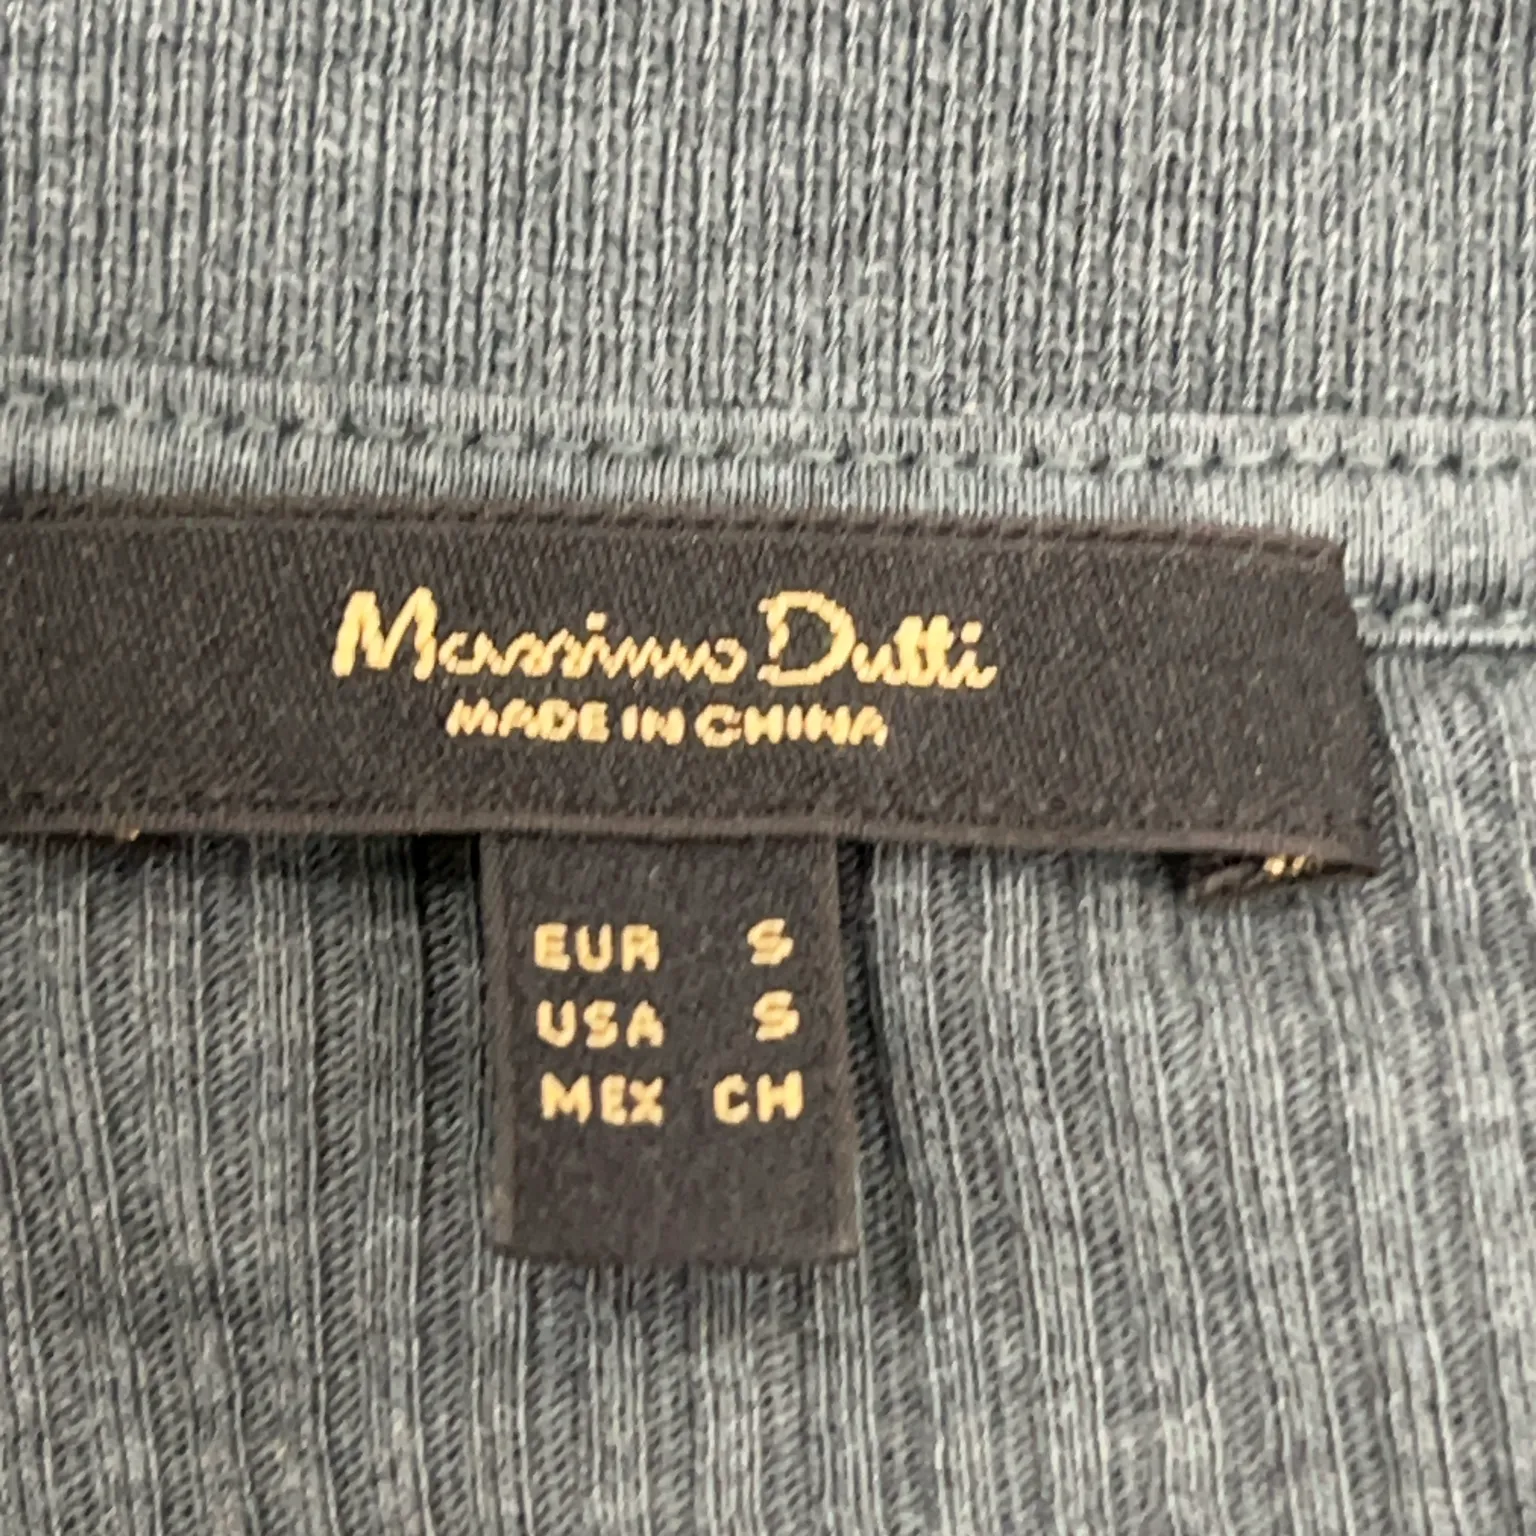 Massimo Dutti
MADE IN CHINA
EUR S
USA S
MEX CH